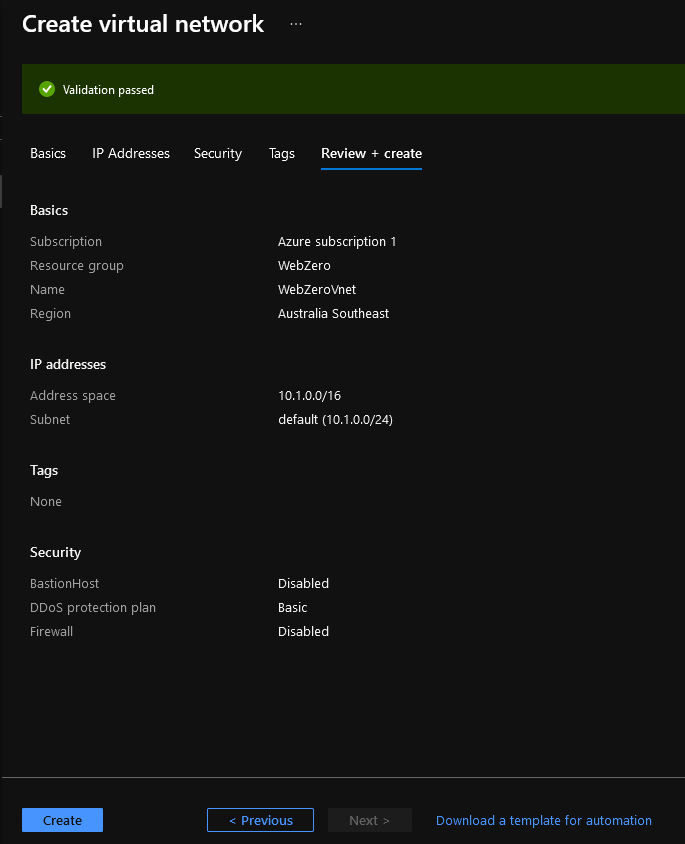 Create virtual network ...
Validation passed
Basics IP Addresses Security Tags Review + create
Basics
Subscription Azure subscription 1
Resource group WebZero
Name WebZeroVnet
Region Australia Southeast
IP addresses
Address space 10.1.0.0/16
Subnet default (10.1.0.0/24)
Tags
None
Security
BastionHost Disabled
DDoS protection plan Basic
Firewall Disabled
Create < Previous Next > Download a template for automation